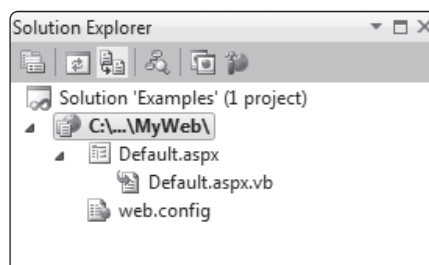 Solution Explorer
Solution 'Examples' (1 project)
C:\...\MyWeb\
Default.aspx
Default.aspx.vb
web.config